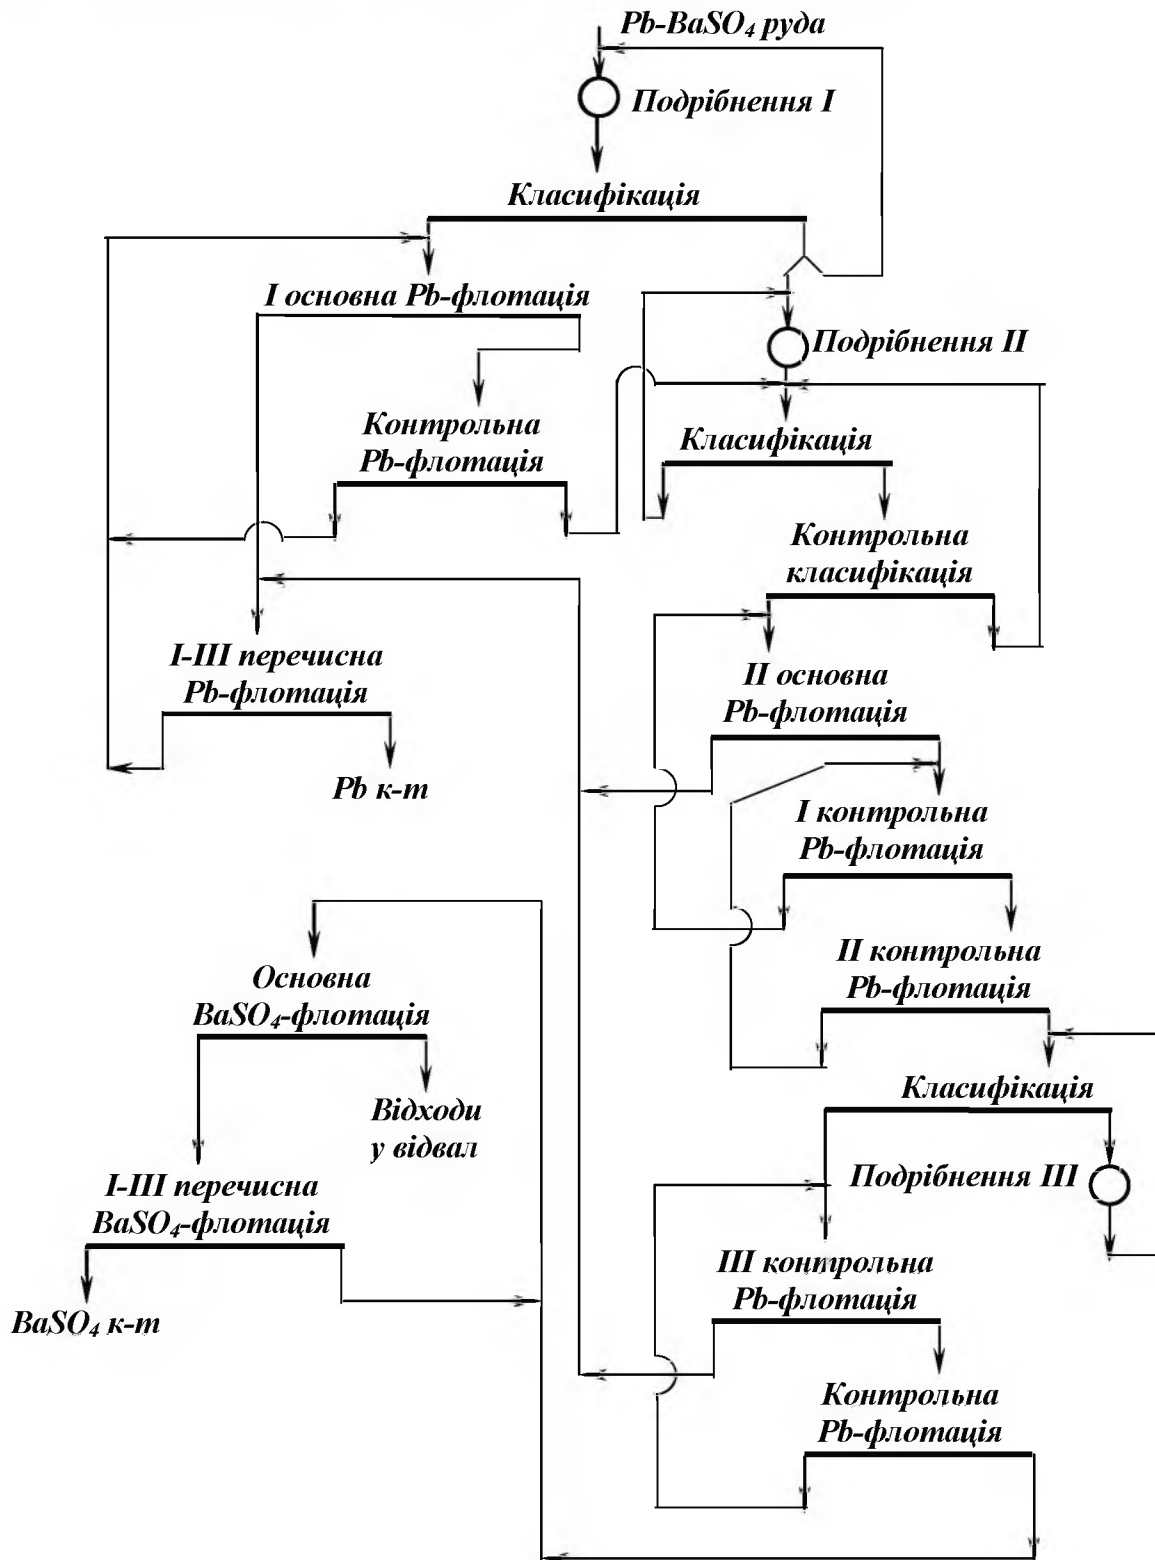 Pb-BaSO₄ руда
Подрібнення I
Класифікація
I основна Pb-флотація
Подрібнення II
Контрольна
Pb-флотація
Класифікація
Контрольна
класифікація
I-III перечисна
Pb-флотація
II основна
Pb-флотація
Pb к-т
I контрольна
Pb-флотація
II контрольна
Pb-флотація
Основна
BaSO₄-флотація
Класифікація
Відходи
у відвал
Подрібнення III
I-III перечисна
BaSO₄-флотація
III контрольна
Pb-флотація
BaSO₄ к-т
Контрольна
Pb-флотація